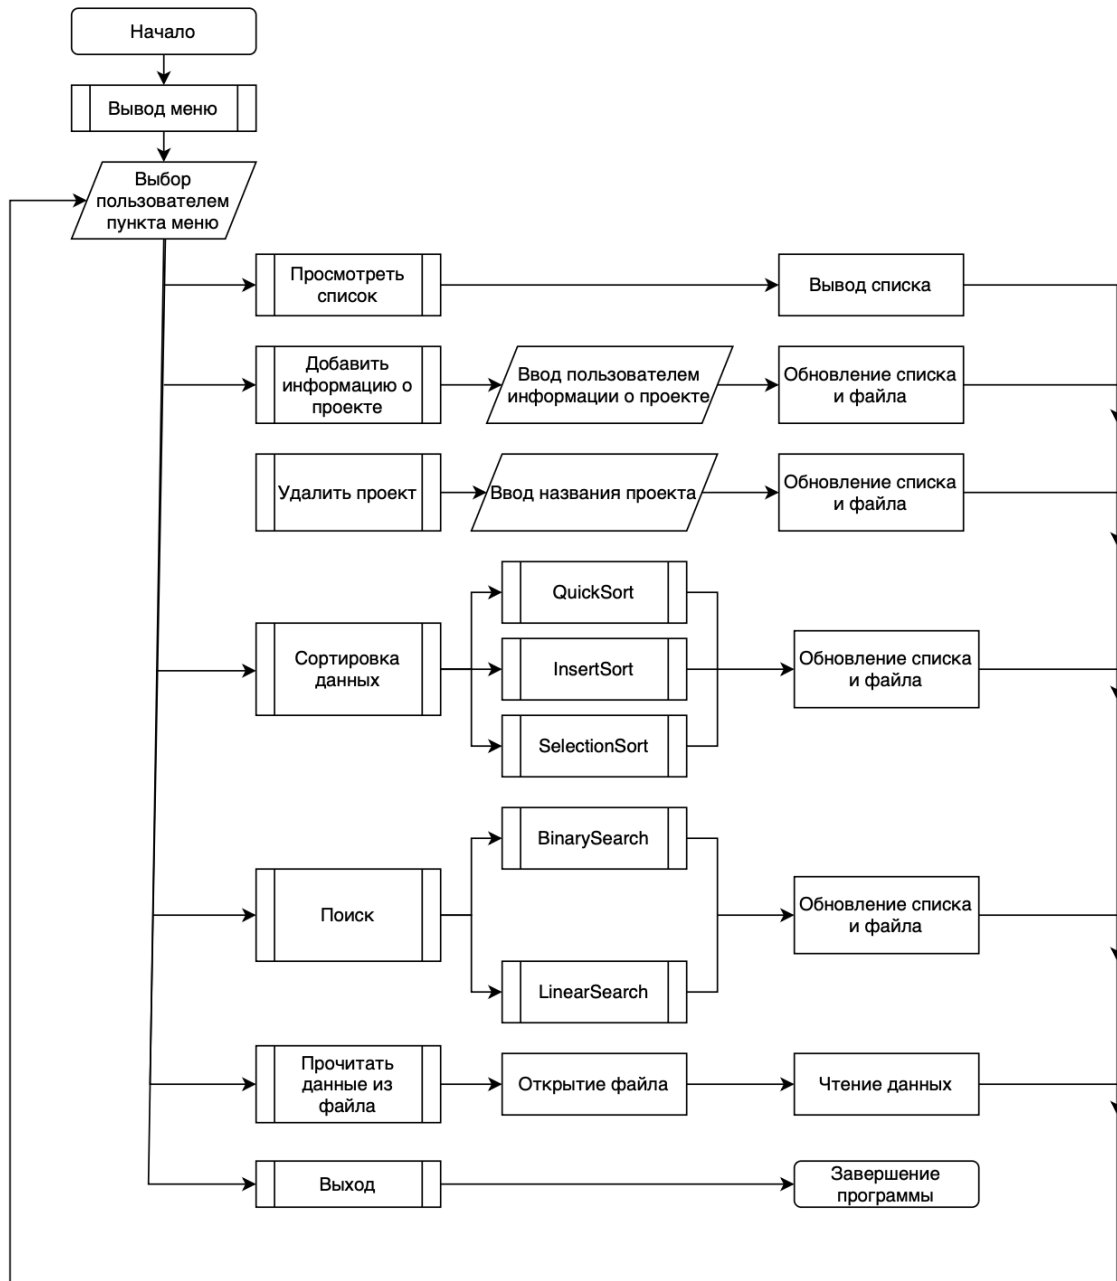 Начало
Вывод меню
Выбор
пользователем
пункта меню
Просмотреть
список
Вывод списка
Добавить
информацию о
проекте
Ввод пользователем
информации о проекте
Обновление списка
и файла
Удалить проект
Ввод названия проекта
Обновление списка
и файла
Сортировка
данных
QuickSort
InsertSort
SelectionSort
Обновление списка
и файла
Поиск
BinarySearch
LinearSearch
Обновление списка
и файла
Прочитать
данные из
файла
Открытие файла
Чтение данных
Выход
Завершение
программы